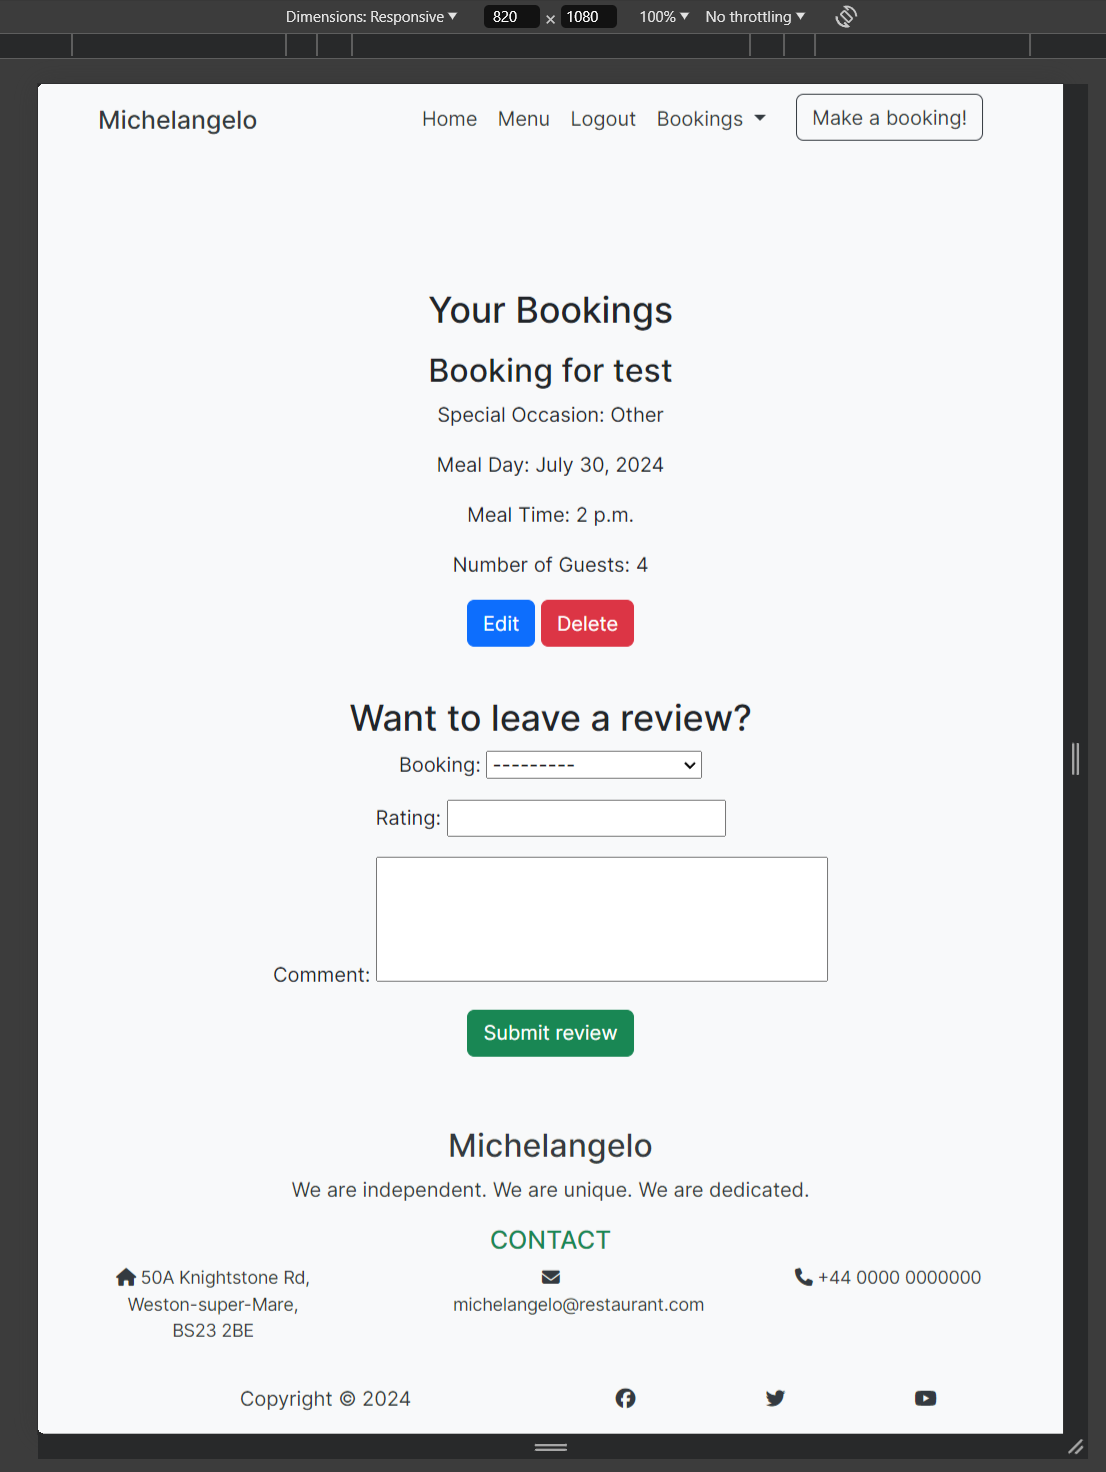 Dimensions: Responsive 820 × 1080 100% No throttling
Michelangelo Home Menu Logout Bookings Make a booking!
Your Bookings
Booking for test
Special Occasion: Other
Meal Day: July 30, 2024
Meal Time: 2 p.m.
Number of Guests: 4
Edit Delete
Want to leave a review?
Booking: ---------
Rating:
Comment:
Submit review
Michelangelo
We are independent. We are unique. We are dedicated.
CONTACT
50A Knightstone Rd,
Weston-super-Mare,
BS23 2BE
michelangelo@restaurant.com
+44 0000 0000000
Copyright © 2024